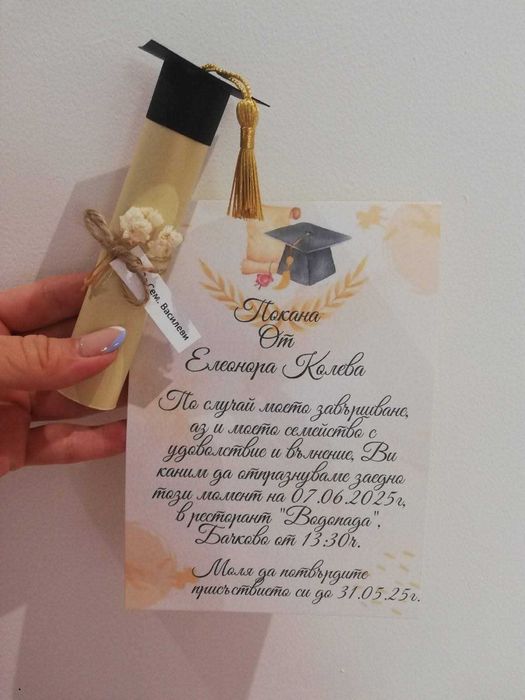 Сем. Василеви
Покана
От
Елеонора Колева
По случай моето завършване,
аз и моето семейство с
удоволствие и вълнение, Ви
каним да отпразнуваме заедно
този момент на 07.06.2025г,
в ресторант "Водопада",
Бачково от 13:30ч.
Моля да потвърдите
присъствието си до 31.05.25г.